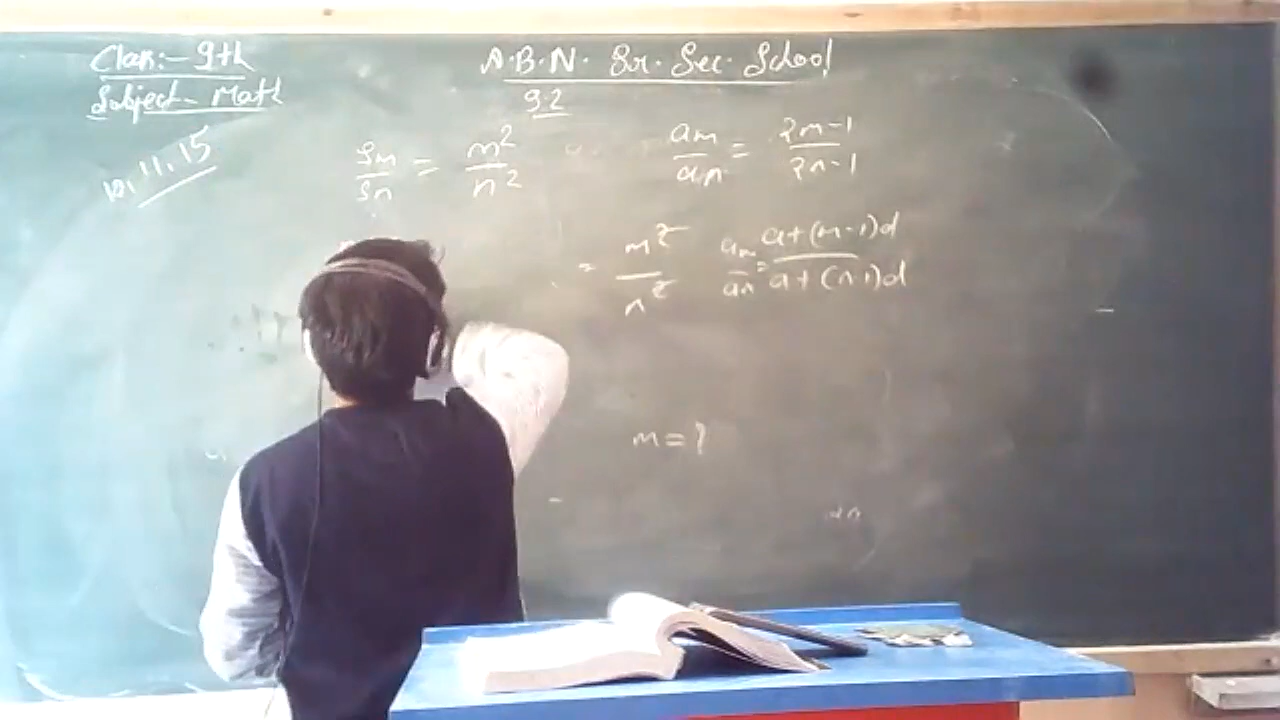 Class:- 9th
Subject- Math
10.11.15
A.B.N. Sr. Sec. School
9.2
Sm/Sn = m²/n²
am/an = 2m-1/2n-1
= m²/n²
am/an = a+(m-1)d/a+(n-1)d
m = ?